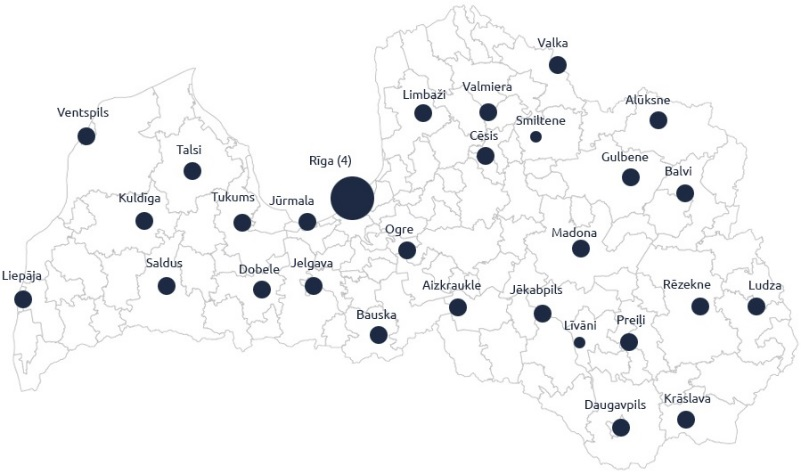 Valka
Valmiera
Limbaži
Alūksne
Ventspils
Smiltene
Cēsis
Talsi
Rīga (4)
Gulbene
Balvi
Kuldīga
Tukums
Jūrmala
Ogre
Madona
Saldus
Dobele
Jelgava
Liepāja
Aizkraukle
Jēkabpils
Rēzekne
Ludza
Bauska
Līvāni
Preiļi
Daugavpils
Krāslava